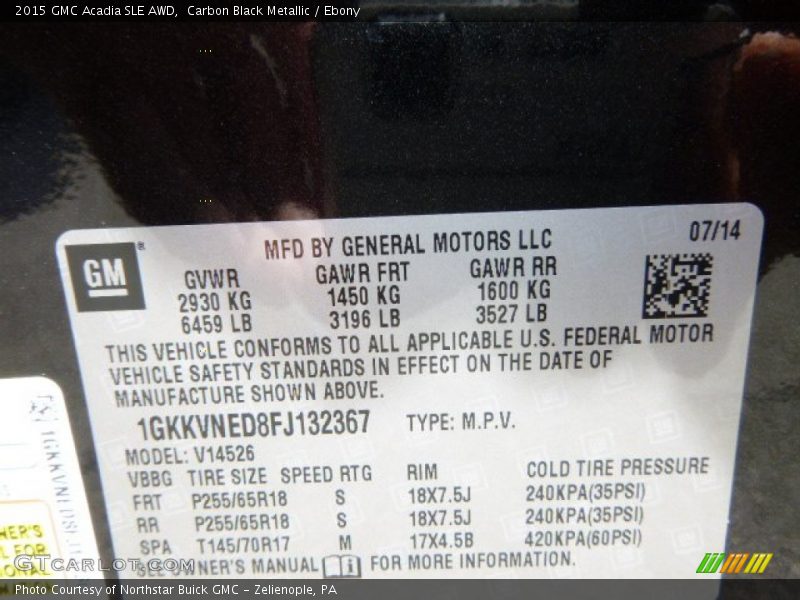 2015 GMC Acadia SLE AWD, Carbon Black Metallic / Ebony
GM®
MFD BY GENERAL MOTORS LLC
07/14
GVWR GAWR FRT GAWR RR
2930 KG 1450 KG 1600 KG
6459 LB 3196 LB 3527 LB
THIS VEHICLE CONFORMS TO ALL APPLICABLE U.S. FEDERAL MOTOR
VEHICLE SAFETY STANDARDS IN EFFECT ON THE DATE OF
MANUFACTURE SHOWN ABOVE.
1GKKVNED8FJ132367 TYPE: M.P.V.
MODEL: V14526
VBBG TIRE SIZE SPEED RTG RIM COLD TIRE PRESSURE
FRT P255/65R18 S 18X7.5J 240KPA(35PSI)
RR P255/65R18 S 18X7.5J 240KPA(35PSI)
SPA T145/70R17 M 17X4.5B 420KPA(60PSI)
SEE OWNER'S MANUAL FOR MORE INFORMATION.
HER'S
FOR
ONAL
GTCarLot.com
Photo Courtesy of Northstar Buick GMC - Zelienople, PA